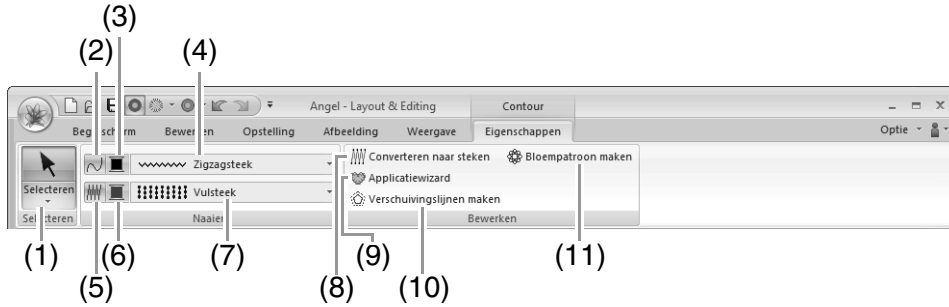 (3)
(2) (4)
Angel - Layout & Editing Contour
Beginscherm Bewerken Opstelling Afbeelding Weergave Eigenschappen Optie
Zigzagsteek Converteren naar steken Bloempatroon maken
Selecteren Vulsteek Applicatiewizard
Verschuivingslijnen maken
Selecteren Naaien Bewerken
(1) (6) (7) (9) (11)
(5) (8) (10)